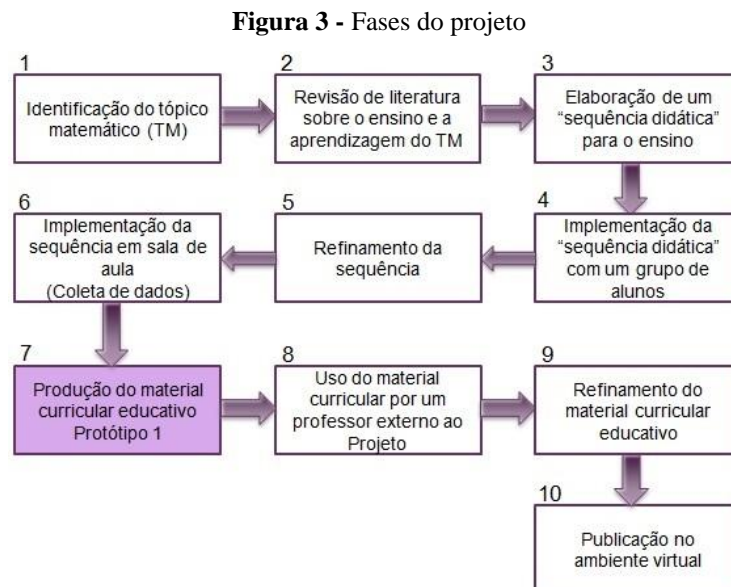 Figura 3 - Fases do projeto
1
Identificação do tópico
matemático (TM)
2
Revisão de literatura
sobre o ensino e a
aprendizagem do TM
3
Elaboração de um
“sequência didática”
para o ensino
4
Implementação da
“sequência didática”
com um grupo de
alunos
5
Refinamento da
sequência
6
Implementação da
sequência em sala de
aula
(Coleta de dados)
7
Produção do material
curricular educativo
Protótipo 1
8
Uso do material
curricular por um
professor externo ao
Projeto
9
Refinamento do
material curricular
educativo
10
Publicação no
ambiente virtual